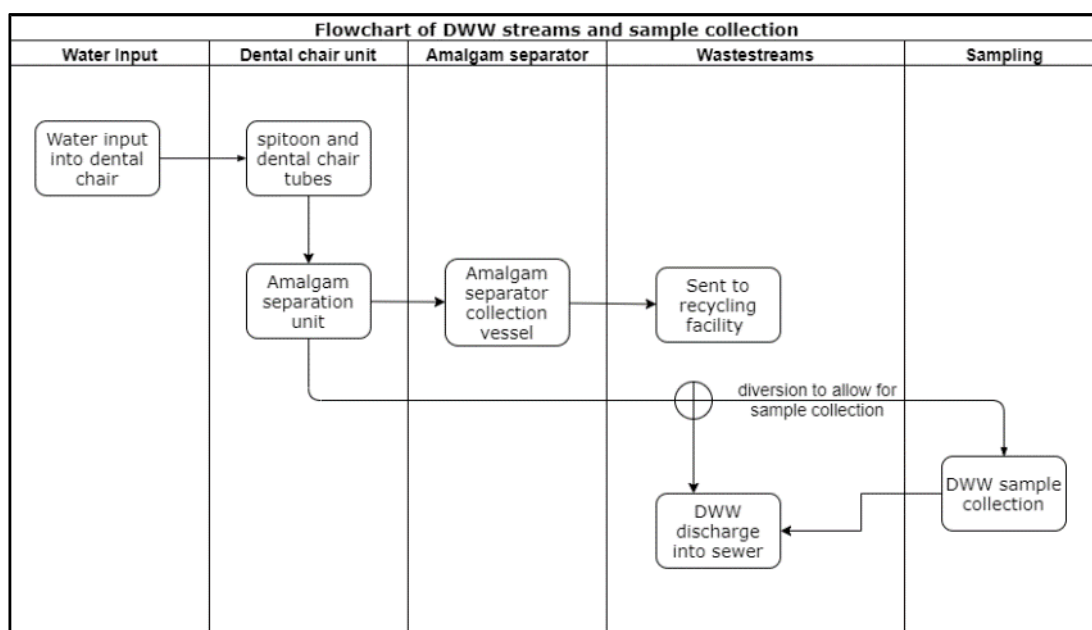 Flowchart of DWW streams and sample collection
Water Input
Dental chair unit
Amalgam separator
Wastestreams
Sampling
Water input
into dental
chair
spitoon and
dental chair
tubes
Amalgam
separation
unit
Amalgam
separator
collection
vessel
Sent to
recycling
facility
diversion to allow for
sample collection
DWW sample
collection
DWW
discharge
into sewer